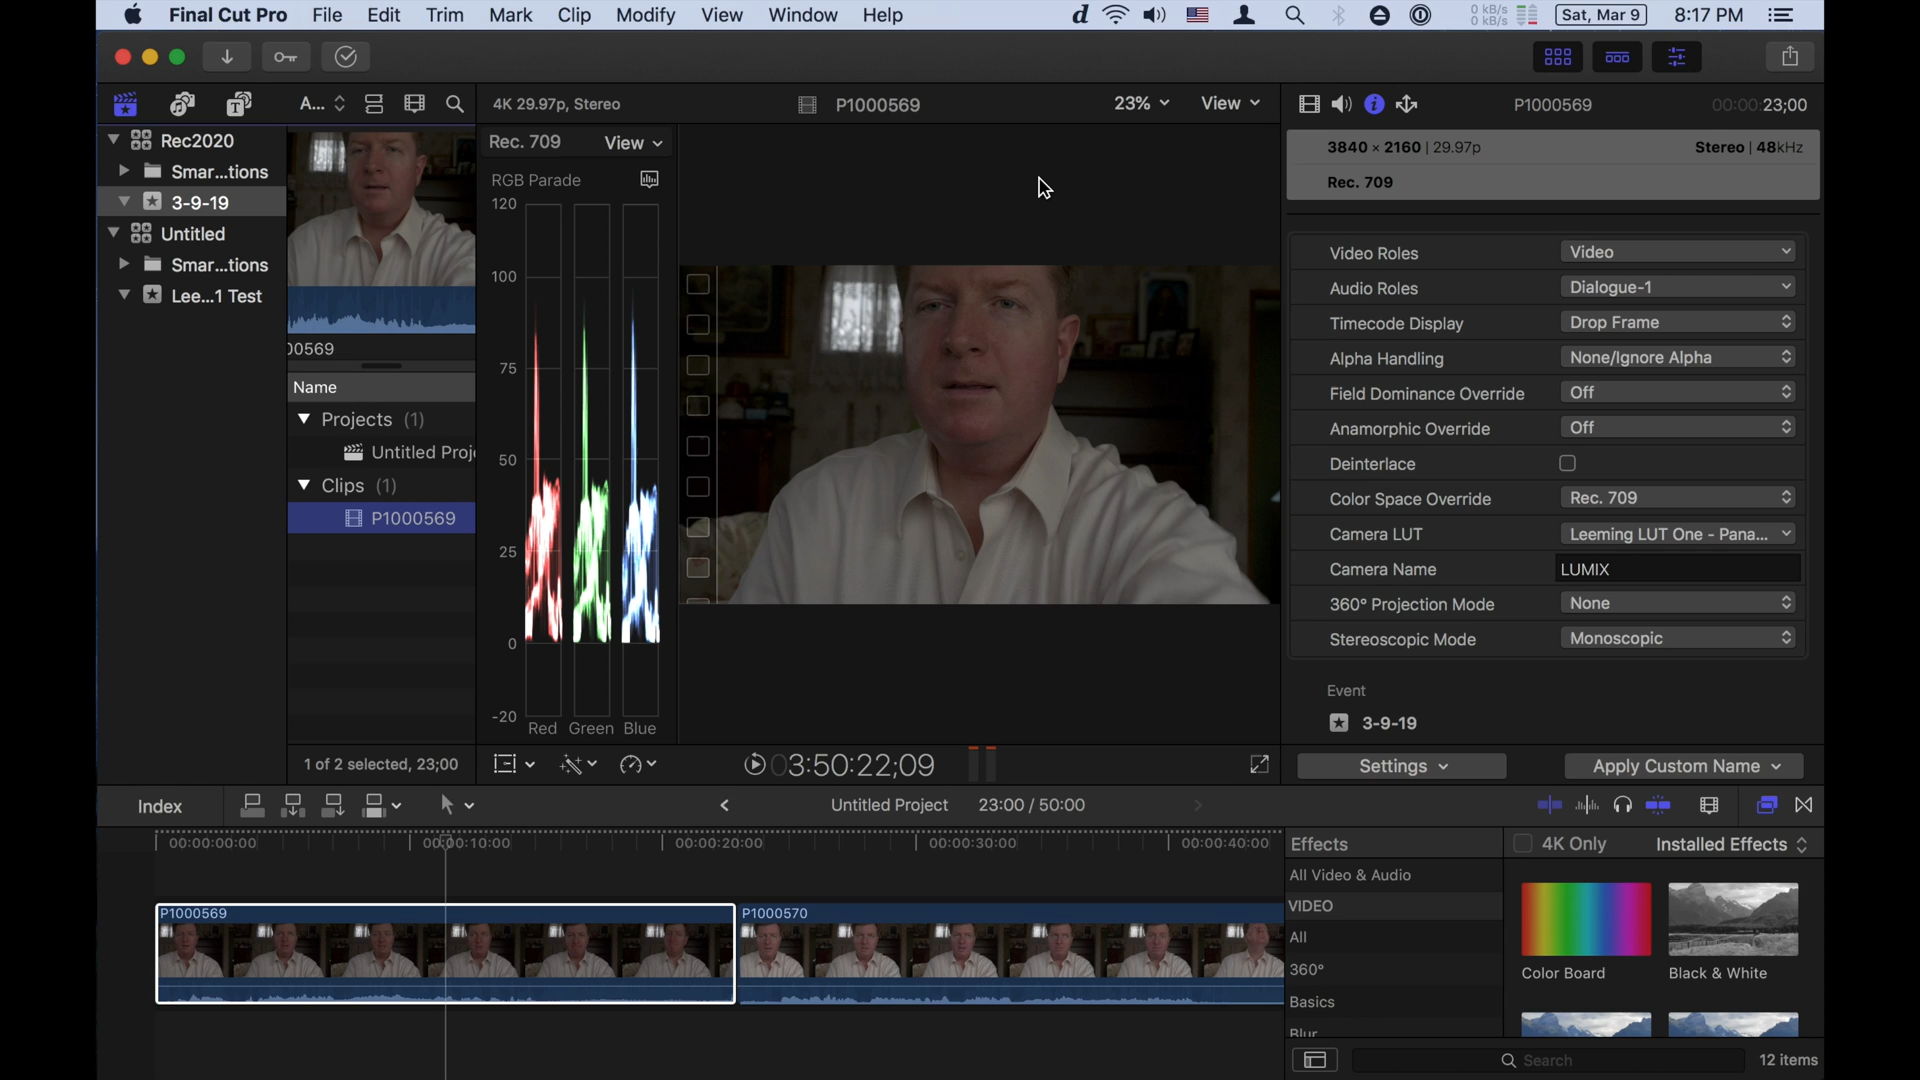 Final Cut Pro File Edit Trim Mark Clip Modify View Window Help d 0 kB/s 0 kB/s Sat, Mar 9 8:17 PM
A...
4K 29.97p, Stereo P1000569 23% View
P1000569 00:00:23;00
Rec2020
Smar...tions
3-9-19
Untitled
Smar...tions
Lee...1 Test
00569
Name
Projects (1)
Untitled Proj
Clips (1)
P1000569
1 of 2 selected, 23;00
Rec. 709 View
RGB Parade
120
100
75
50
25
0
-20
Red Green Blue
03:50:22;09
3840 × 2160 | 29.97p Stereo | 48kHz
Rec. 709
Video Roles Video
Audio Roles Dialogue-1
Timecode Display Drop Frame
Alpha Handling None/Ignore Alpha
Field Dominance Override Off
Anamorphic Override Off
Deinterlace
Color Space Override Rec. 709
Camera LUT Leeming LUT One - Pana...
Camera Name LUMIX
360° Projection Mode None
Stereoscopic Mode Monoscopic
Event
3-9-19
Settings Apply Custom Name
Index Untitled Project 23:00 / 50:00
00:00:00:00 00:00:10:00 00:00:20:00 00:00:30:00 00:00:40:00
P1000569 P1000570
Effects 4K Only Installed Effects
All Video & Audio
VIDEO
All
360°
Basics
Blur
Color Board Black & White
Search 12 items